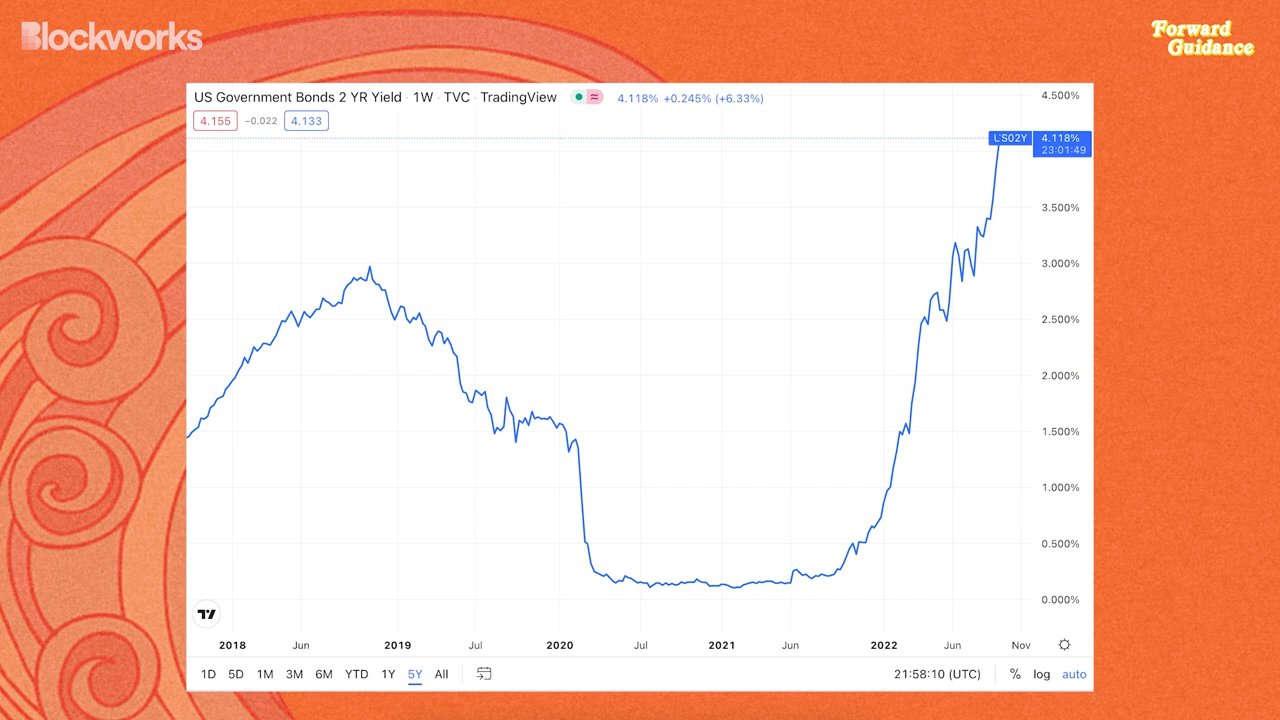 Blockworks
Forward
Guidance
US Government Bonds 2 YR Yield · 1W · TVC · TradingView ≈ 4.118% +0.245% (+6.33%)
4.155 −0.022 4.133
4.500%
US02Y 4.118%
23:01:49
3.500%
3.000%
2.500%
2.000%
1.500%
1.000%
0.500%
0.000%
2018 Jun 2019 Jul 2020 Jul 2021 Jun 2022 Jun Nov
1D 5D 1M 3M 6M YTD 1Y 5Y All 21:58:10 (UTC) % log auto